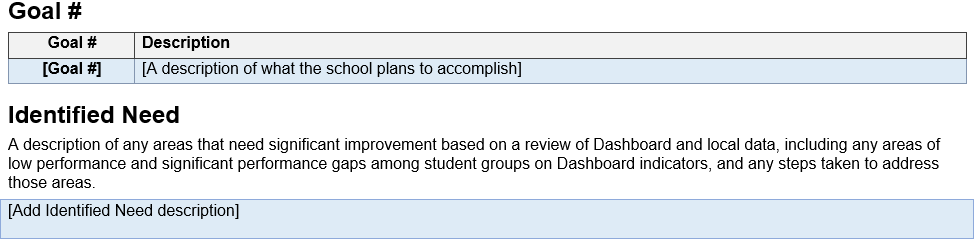 Goal #
Goal # Description
[Goal #] [A description of what the school plans to accomplish]
Identified Need
A description of any areas that need significant improvement based on a review of Dashboard and local data, including any areas of
low performance and significant performance gaps among student groups on Dashboard indicators, and any steps taken to address
those areas.
[Add Identified Need description]